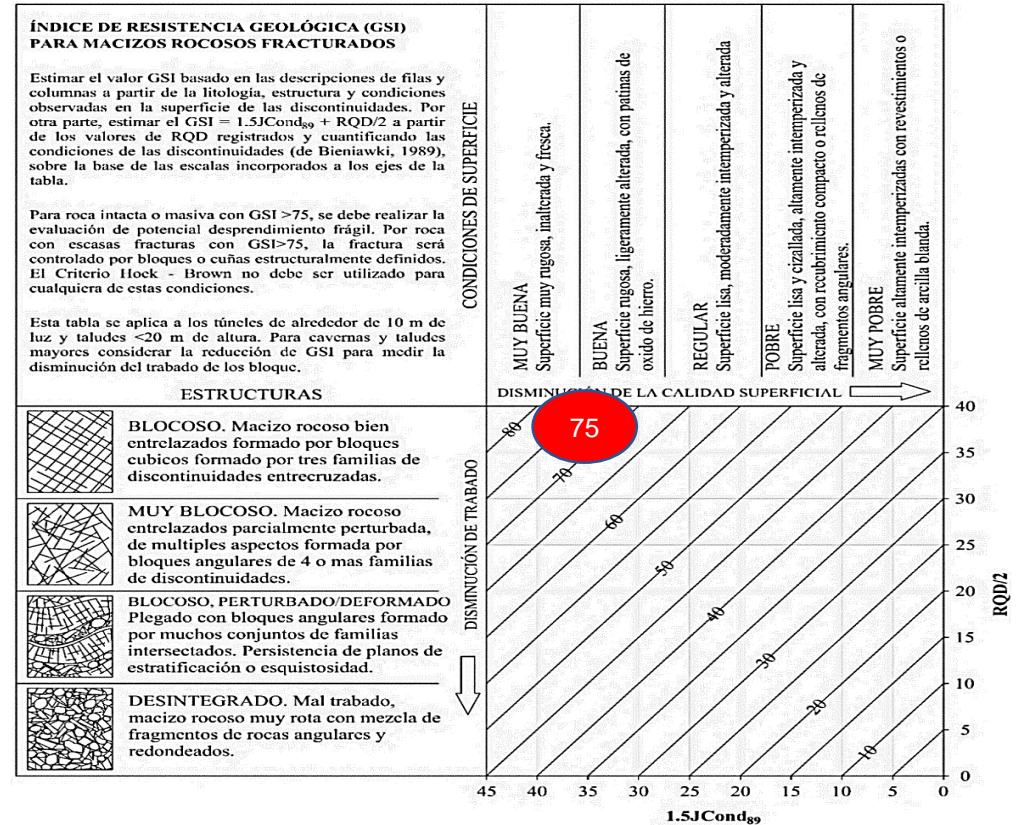 ÍNDICE DE RESISTENCIA GEOLÓGICA (GSI)
PARA MACIZOS ROCOSOS FRACTURADOS
Estimar el valor GSI basado en las descripciones de filas y
columnas a partir de la litología, estructura y condiciones
observadas en la superficie de las discontinuidades. Por
otra parte, estimar el GSI = 1.5JCond₈₉ + RQD/2 a partir
de los valores de RQD registrados y cuantificando las
condiciones de las discontinuidades (de Bieniawki, 1989),
sobre la base de las escalas incorporados a los ejes de la
tabla.
Para roca intacta o masiva con GSI >75, se debe realizar la
evaluación de potencial desprendimiento frágil. Por roca
con escasas fracturas con GSI>75, la fractura será
controlado por bloques o cuñas estructuralmente definidos.
El Criterio Hoek - Brown no debe ser utilizado para
cualquiera de estas condiciones.
Esta tabla se aplica a los túneles de alrededor de 10 m de
luz y taludes <20 m de altura. Para cavernas y taludes
mayores considerar la reducción de GSI para medir la
disminución del trabado de los bloque.
ESTRUCTURAS
CONDICIONES DE SUPERFICIE
MUY BUENA
Superficie muy rugosa, inalterada y fresca.
BUENA
Superficie rugosa, ligeramente alterada, con patinas de
oxido de hierro.
REGULAR
Superficie lisa, moderadamente intemperizada y alterada
POBRE
Superficie lisa y cizallada, altamente intemperizada y
alterada, con recubrimiento compacto o rellenos de
fragmentos angulares.
MUY POBRE
Superficie altamente intemperizadas con revestimientos o
rellenos de arcilla blanda.
DE LA CALIDAD SUPERFICIAL
BLOCOSO. Macizo rocoso bien
entrelazados formado por bloques
cubicos formado por tres familias de
discontinuidades entrecruzadas.
MUY BLOCOSO. Macizo rocoso
entrelazados parcialmente perturbada,
de multiples aspectos formada por
bloques angulares de 4 o mas familias
de discontinuidades.
BLOCOSO, PERTURBADO/DEFORMADO
Plegado con bloques angulares formado
por muchos conjuntos de familias
intersectados. Persistencia de planos de
estratificación o esquistosidad.
DESINTEGRADO. Mal trabado,
macizo rocoso muy rota con mezcla de
fragmentos de rocas angulares y
redondeados.
DISMINUCIÓN DE TRABADO
75
80
70
60
50
40
30
20
10
40
35
30
25
20
15
10
5
0
RQD/2
45 40 35 30 25 20 15 10 5 0
1.5JCond₈₉